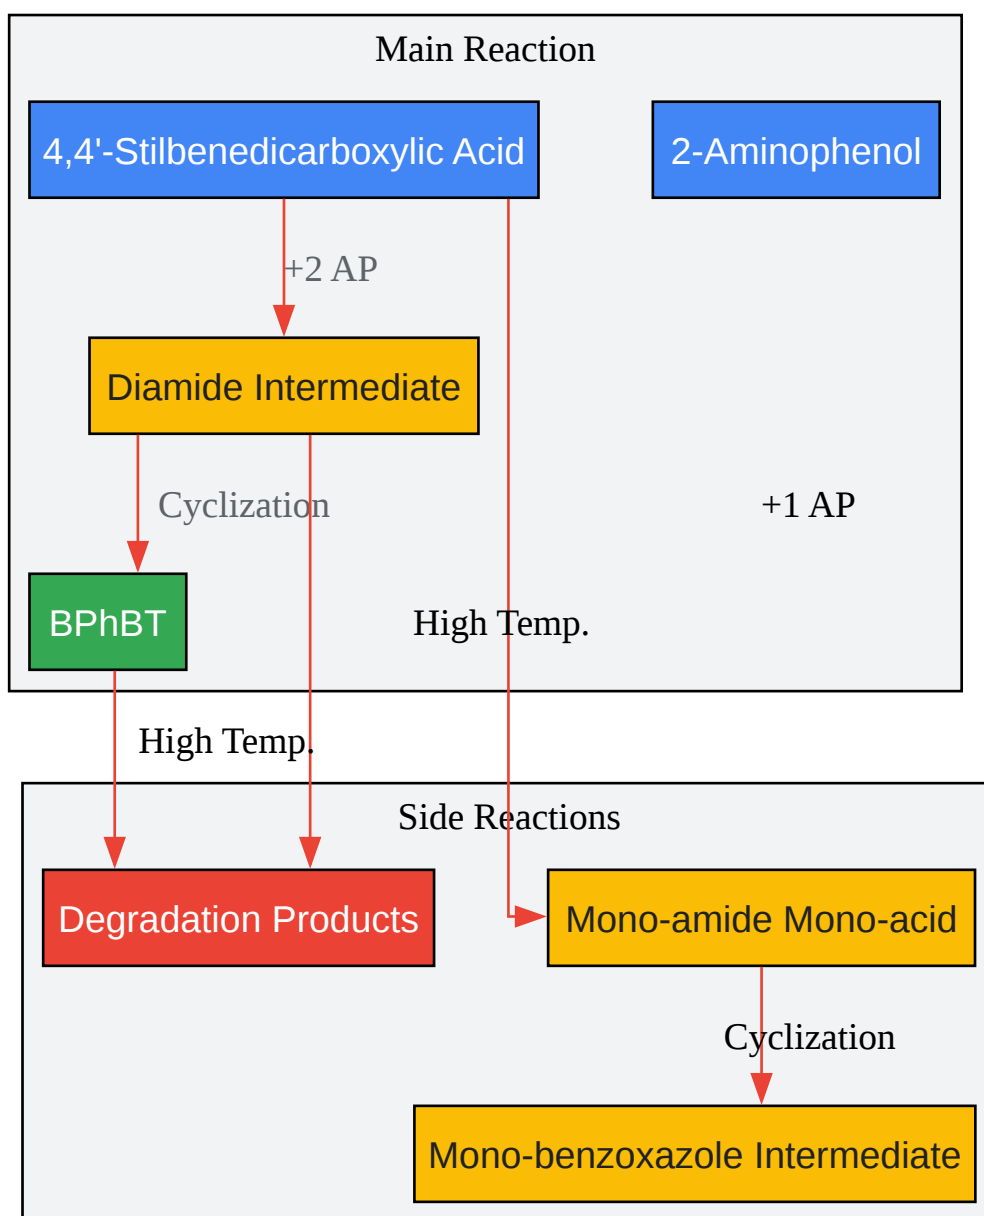 Main Reaction
4,4'-Stilbenedicarboxylic Acid
2-Aminophenol
+2 AP
Diamide Intermediate
Cyclization
+1 AP
BPhBT
High Temp.
High Temp.
Side Reactions
Degradation Products
Mono-amide Mono-acid
Cyclization
Mono-benzoxazole Intermediate